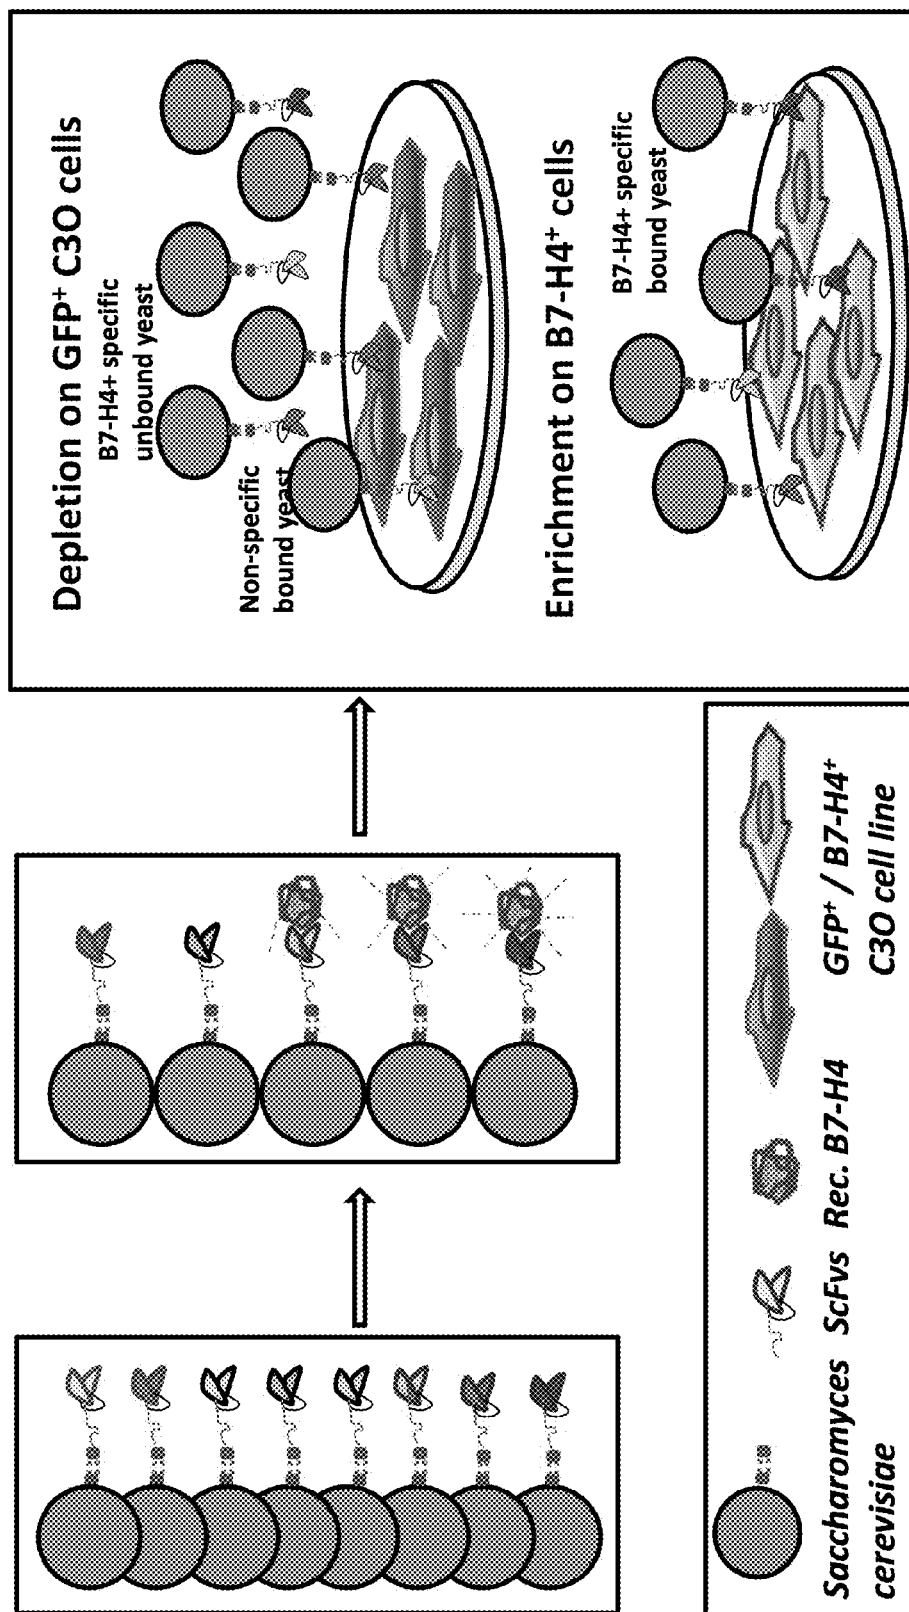 Depletion on GFP⁺ C3O cells
B7-H4+ specific
unbound yeast
Non-specific
bound yeast
Enrichment on B7-H4⁺ cells
B7-H4+ specific
bound yeast
Saccharomyces
cerevisiae
ScFvs
Rec. B7-H4
GFP⁺ / B7-H4⁺
C3O cell line